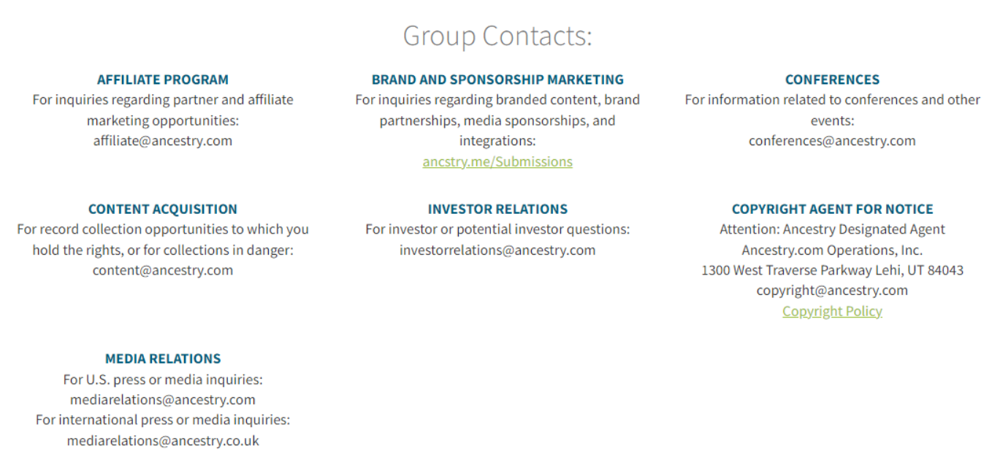 Group Contacts:
AFFILIATE PROGRAM
For inquiries regarding partner and affiliate
marketing opportunities:
affiliate@ancestry.com
BRAND AND SPONSORSHIP MARKETING
For inquiries regarding branded content, brand
partnerships, media sponsorships, and
integrations:
ancstry.me/Submissions
CONFERENCES
For information related to conferences and other
events:
conferences@ancestry.com
CONTENT ACQUISITION
For record collection opportunities to which you
hold the rights, or for collections in danger:
content@ancestry.com
INVESTOR RELATIONS
For investor or potential investor questions:
investorrelations@ancestry.com
COPYRIGHT AGENT FOR NOTICE
Attention: Ancestry Designated Agent
Ancestry.com Operations, Inc.
1300 West Traverse Parkway Lehi, UT 84043
copyright@ancestry.com
Copyright Policy
MEDIA RELATIONS
For U.S. press or media inquiries:
mediarelations@ancestry.com
For international press or media inquiries:
mediarelations@ancestry.co.uk